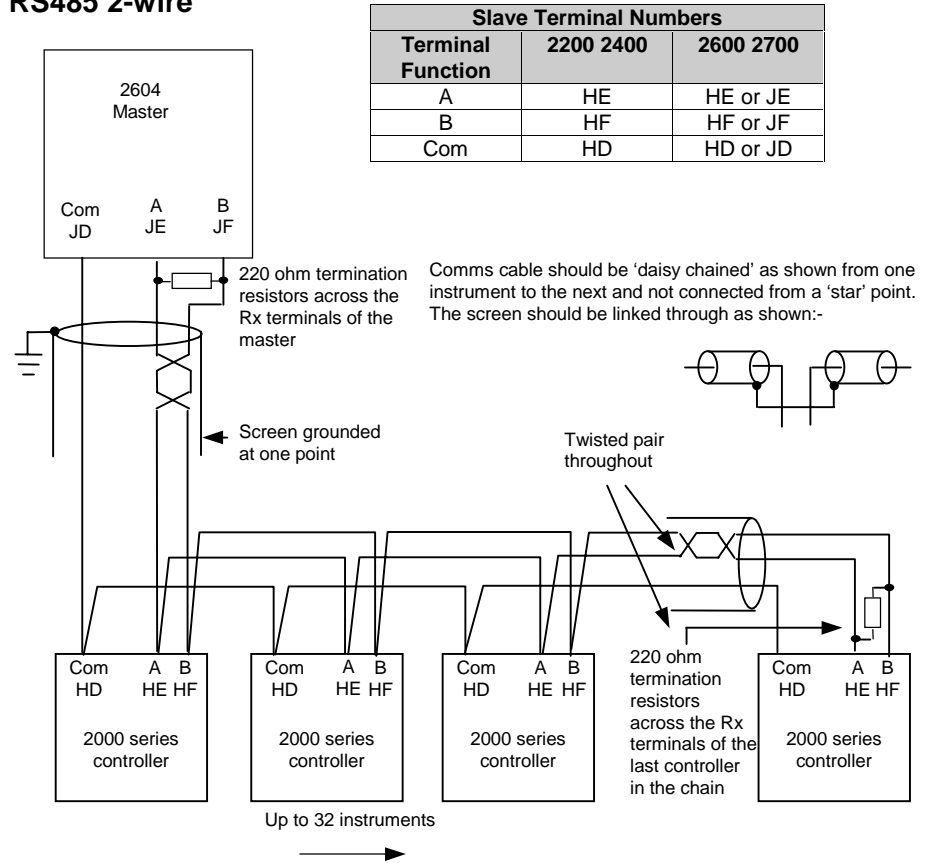 RS485 2-wire
Slave Terminal Numbers
Terminal Function 2200 2400 2600 2700
A HE HE or JE
B HF HF or JF
Com HD HD or JD
2604
Master
Com A B
JD JE JF
220 ohm termination
resistors across the
Rx terminals of the
master
Comms cable should be ‘daisy chained’ as shown from one
instrument to the next and not connected from a ‘star’ point.
The screen should be linked through as shown:-
Screen grounded
at one point
Twisted pair
throughout
Com A B
HD HE HF
2000 series
controller
Com A B
HD HE HF
2000 series
controller
Com A B
HD HE HF
2000 series
controller
220 ohm
termination
resistors
across the Rx
terminals of the
last controller
in the chain
Com A B
HD HE HF
2000 series
controller
Up to 32 instruments